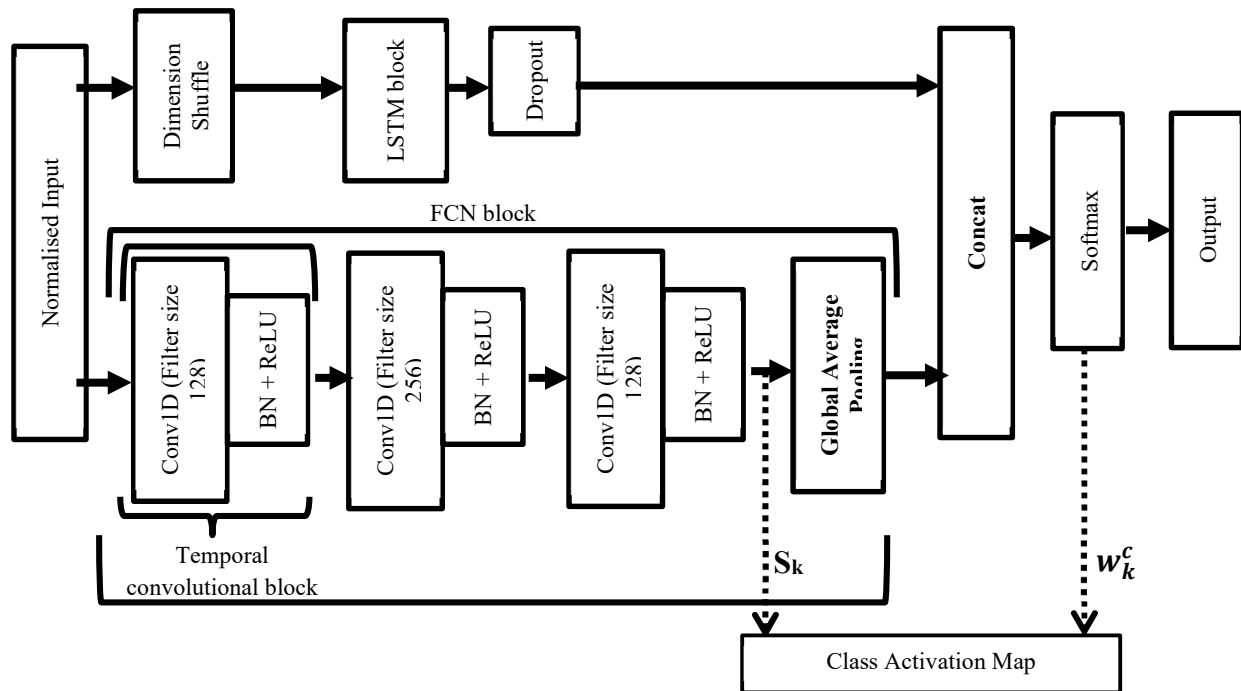 Normalised Input
Dimension
Shuffle
LSTM block
Dropout
FCN block
Conv1D (Filter size
128)
BN + ReLU
Conv1D (Filter size
256)
BN + ReLU
Conv1D (Filter size
128)
BN + ReLU
Global Average
Pooling
Concat
Softmax
Output
Temporal
convolutional block
Sₖ
wₖᶜ
Class Activation Map